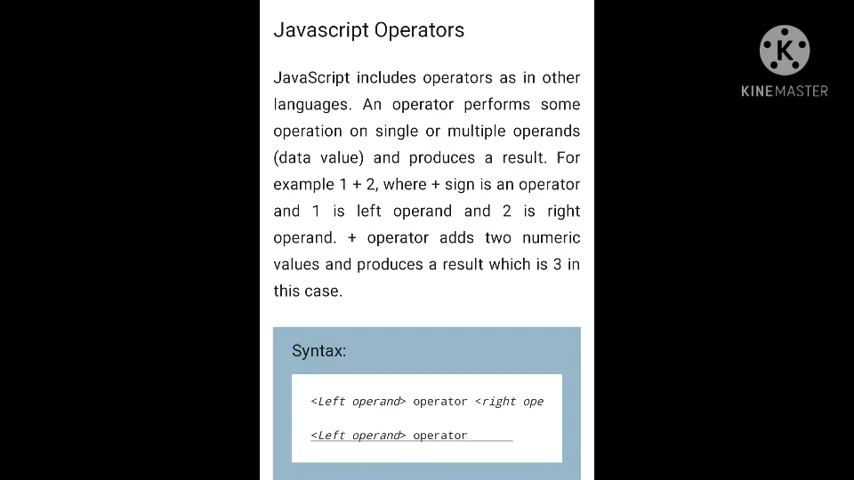 Javascript Operators
JavaScript includes operators as in other
languages. An operator performs some
operation on single or multiple operands
(data value) and produces a result. For
example 1 + 2, where + sign is an operator
and 1 is left operand and 2 is right
operand. + operator adds two numeric
values and produces a result which is 3 in
this case.
Syntax:
<Left operand> operator <right ope
<Left operand> operator
K
KINEMASTER